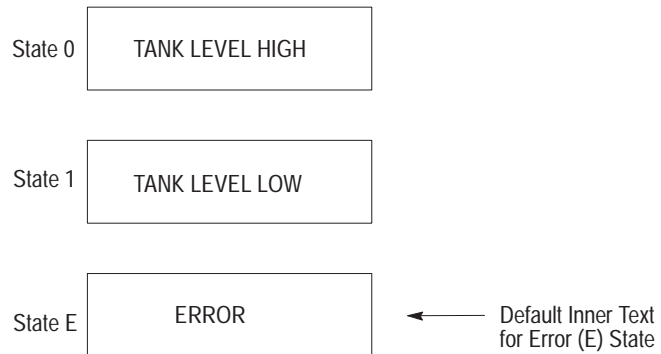 State 0
TANK LEVEL HIGH
State 1
TANK LEVEL LOW
State E
ERROR
Default Inner Text
for Error (E) State